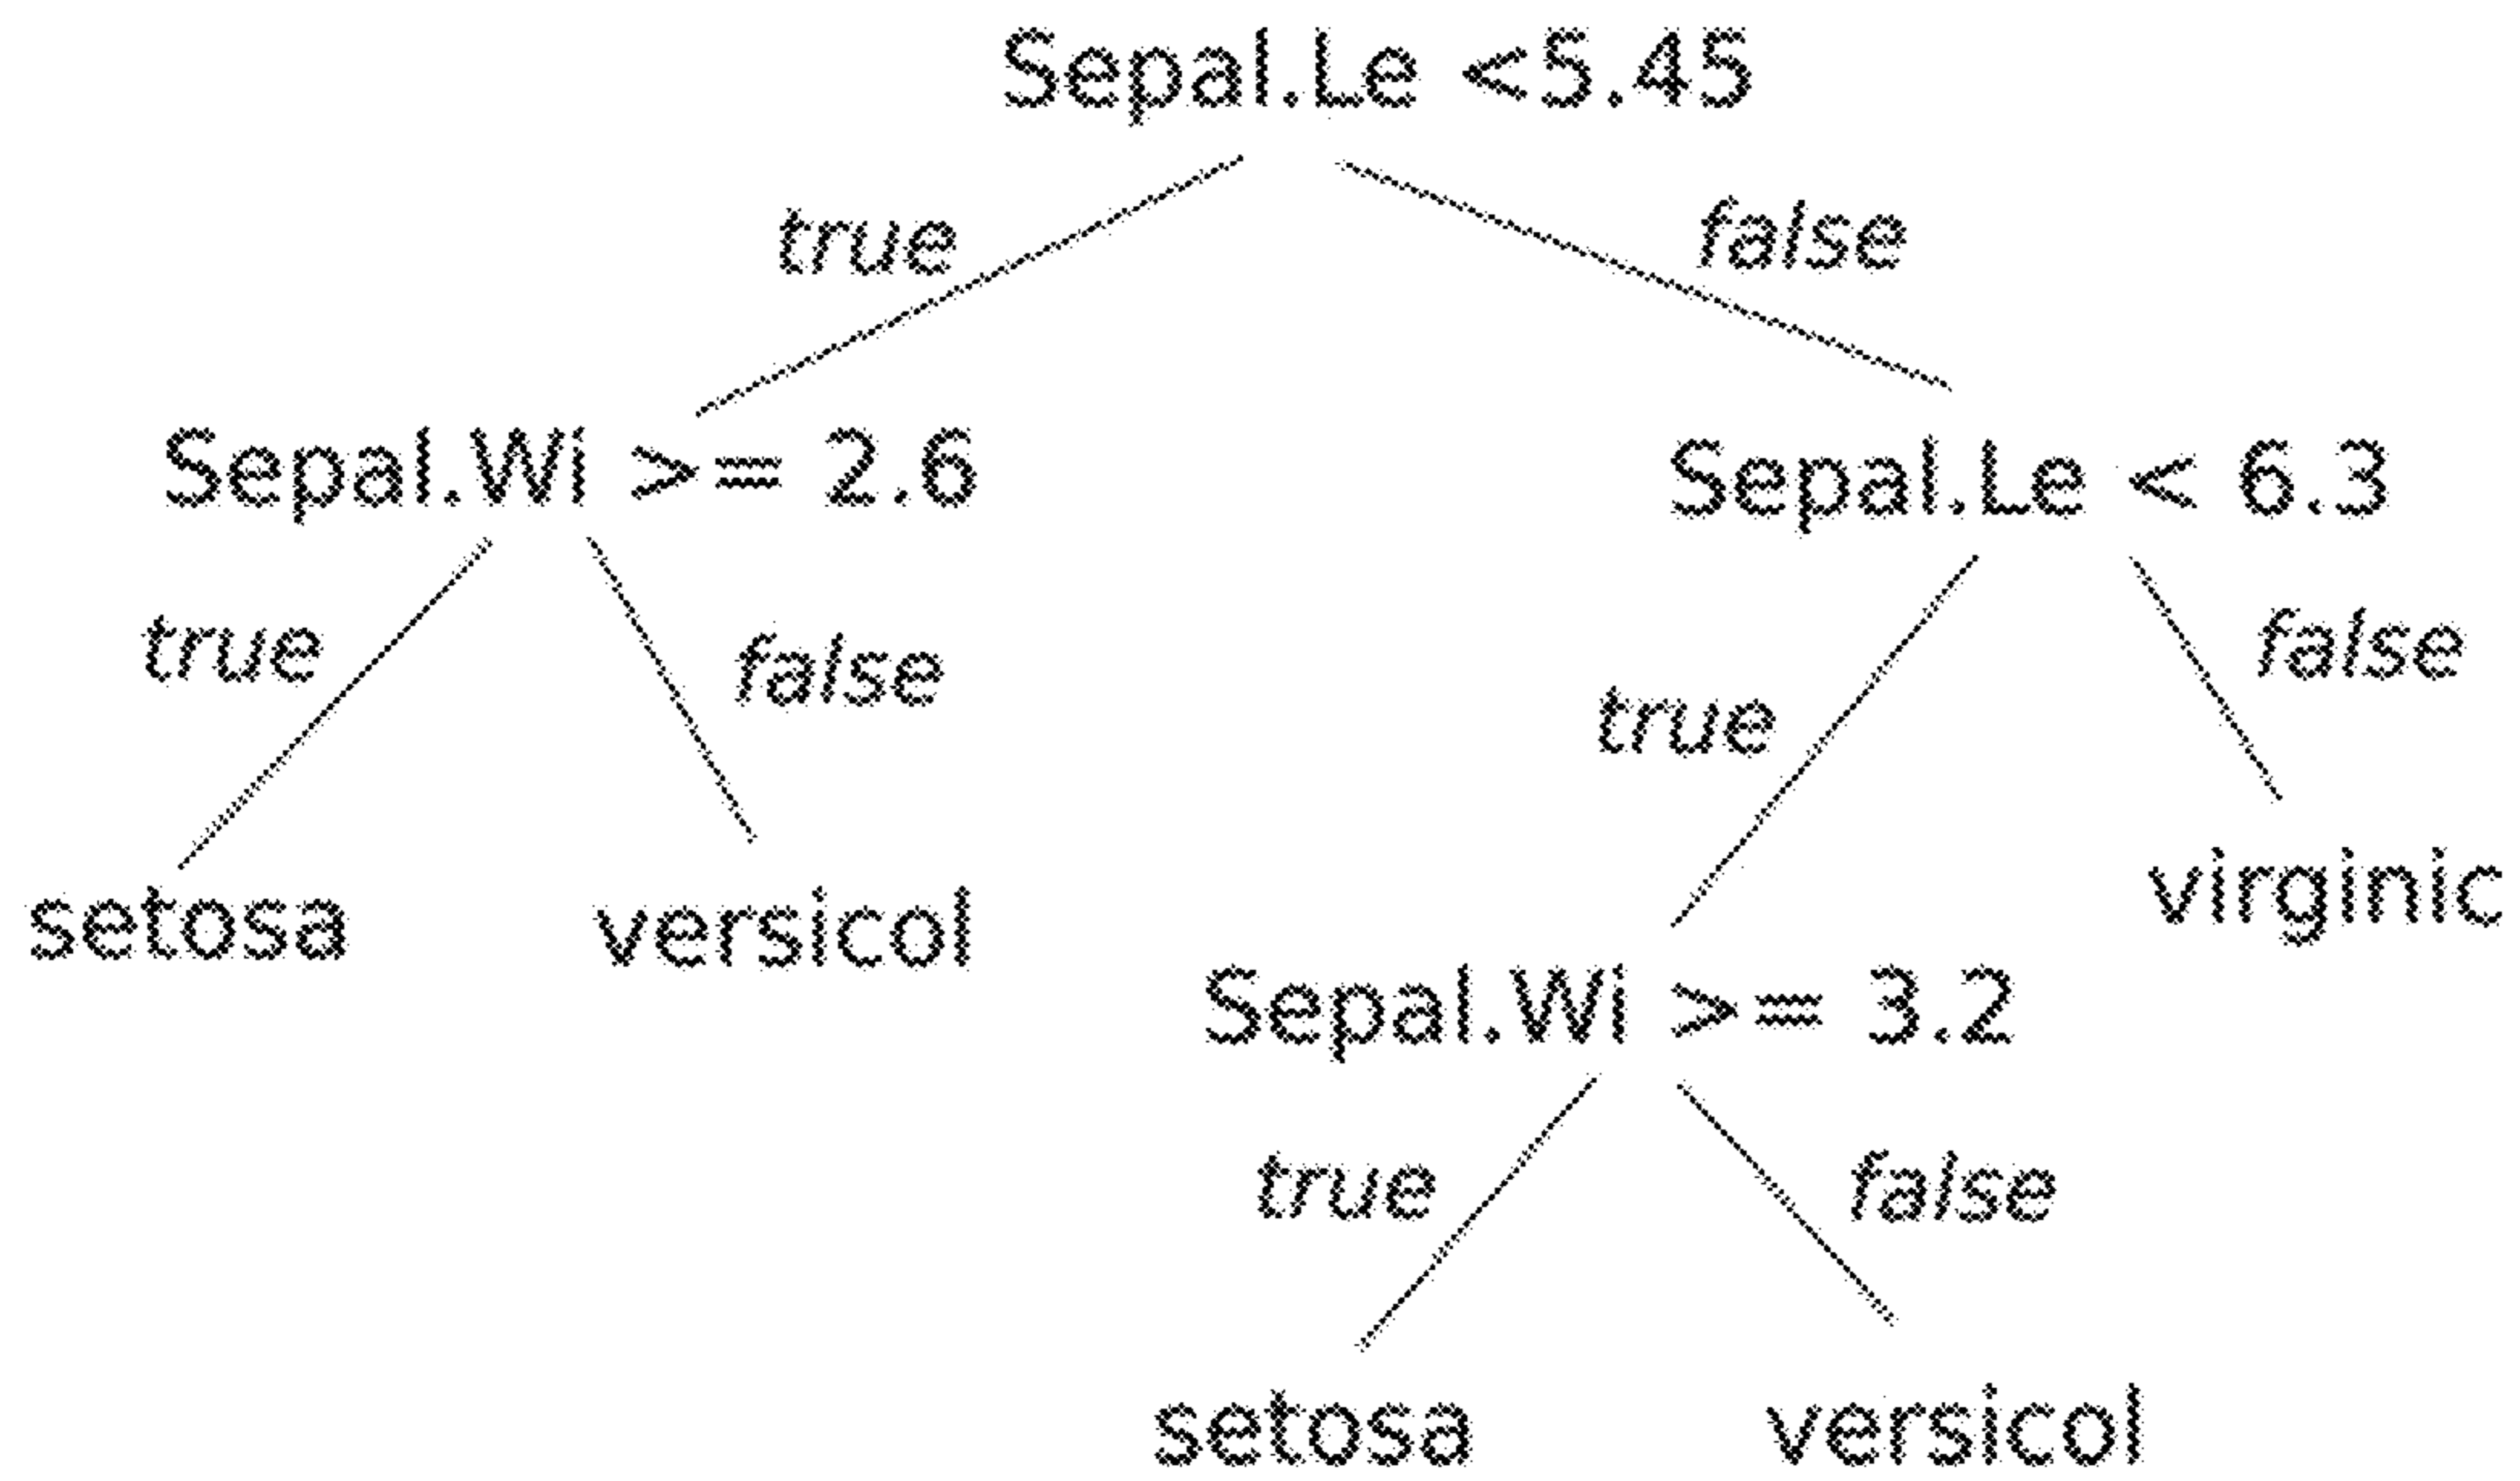 Sepal.Le <5.45
true
false
Sepal.Wi >= 2.6
Sepal.Le < 6.3
true
false
true
false
setosa
versicol
virginic
Sepal.Wi >= 3.2
true
false
setosa
versicol